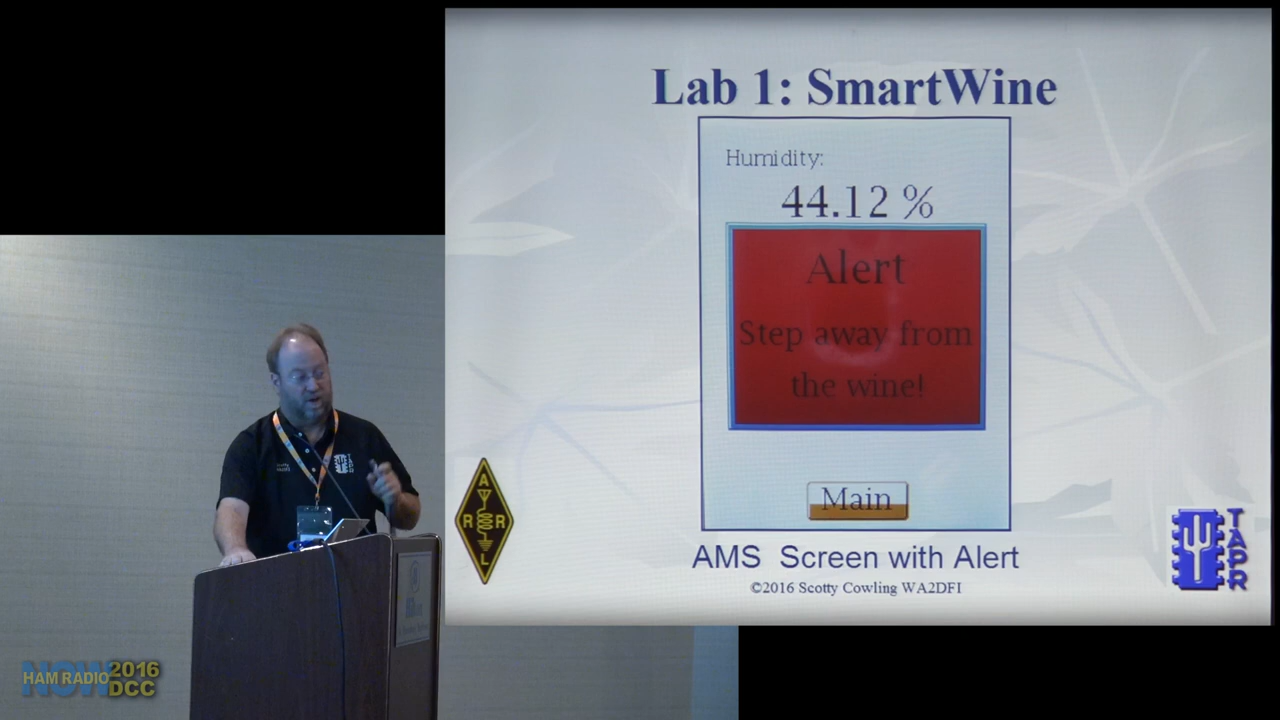 Lab 1: SmartWine
Humidity:
44.12 %
Alert
Step away from
the wine!
Main
AMS Screen with Alert
©2016 Scotty Cowling WA2DFI
A
R R
L
TAPR
TAPR
HAM RADIO NOW 2016
DCC